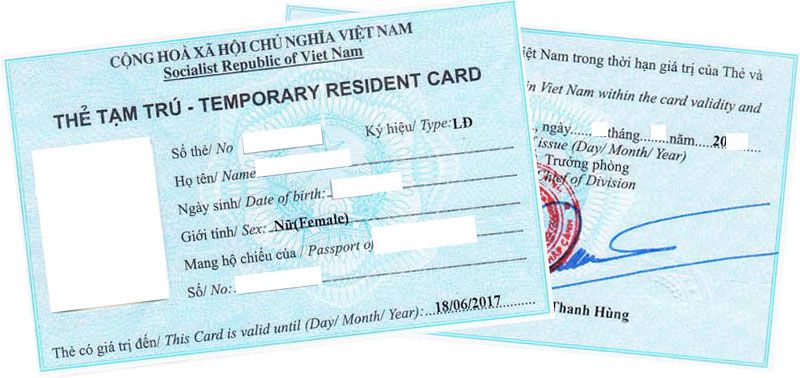 CỘNG HOÀ XÃ HỘI CHỦ NGHĨA VIỆT NAM
Socialist Republic of Viet Nam
THẺ TẠM TRÚ - TEMPORARY RESIDENT CARD
Ký hiệu/ Type: LĐ
Số thẻ/ No
Họ tên/ Name
Ngày sinh/ Date of birth:
Giới tính/ Sex: Nữ(Female)
Mang hộ chiếu của / Passport of
Số/ No:
Thẻ có giá trị đến/ This Card is valid until (Day/ Month/ Year): 18/06/2017
iệt Nam trong thời hạn giá trị của Thẻ và
in Viet Nam within the card validity and
, ngày......tháng......năm 20
issue (Day/ Month/ Year)
Trưởng phòng
Chief of Division
Thanh Hùng